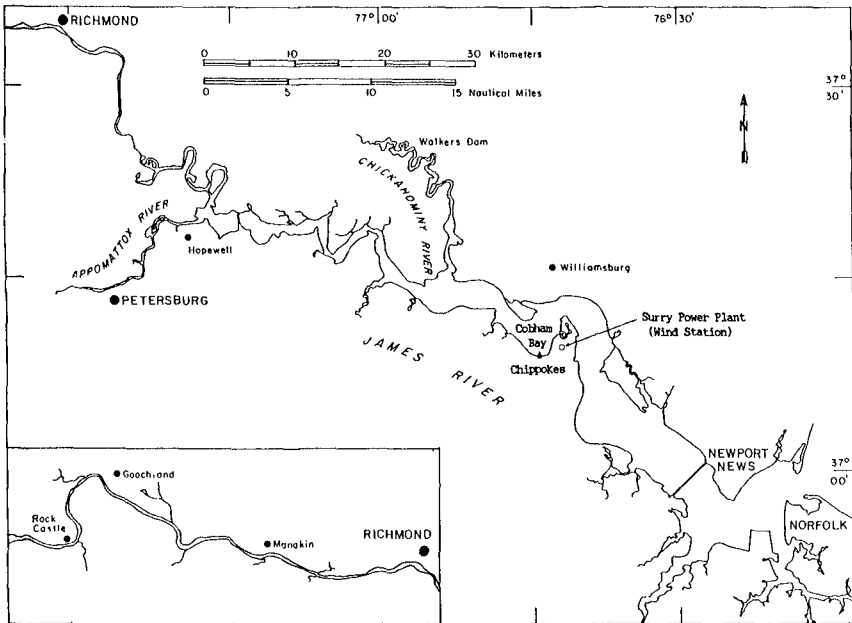 RICHMOND
77° 00'
76° 30'
0 10 20 30 Kilometers
0 5 10 15 Nautical Miles
37°
30'
N
Walkers Dam
CHICKAHOMINY RIVER
APPOMATTOX RIVER
Hopewell
PETERSBURG
Williamsburg
Surry Power Plant
(Wind Station)
Cobham
Bay
Chippokes
JAMES RIVER
NEWPORT
NEWS
37°
00'
NORFOLK
Goochland
Rock
Castle
Manakin
RICHMOND